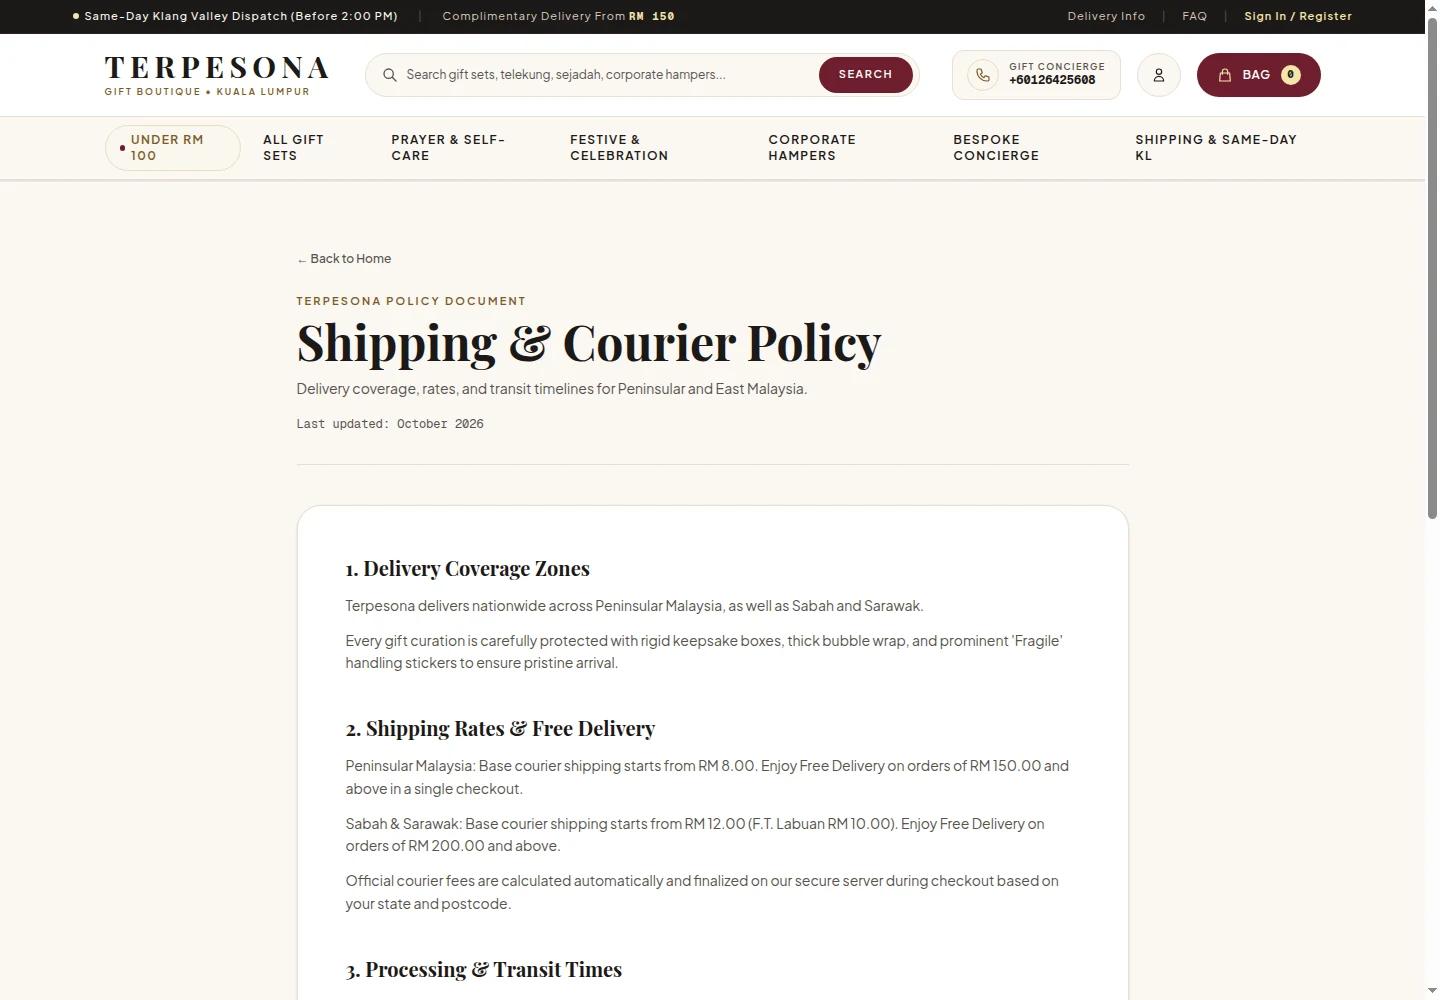 Same-Day Klang Valley Dispatch (Before 2:00 PM)
Complimentary Delivery From RM 150
Delivery Info
FAQ
Sign In / Register
TERPESONA
GIFT BOUTIQUE • KUALA LUMPUR
Search gift sets, telekung, sejadah, corporate hampers...
SEARCH
GIFT CONCIERGE
+60126425608
BAG
0
UNDER RM
100
ALL GIFT
SETS
PRAYER & SELF-
CARE
FESTIVE &
CELEBRATION
CORPORATE
HAMPERS
BESPOKE
CONCIERGE
SHIPPING & SAME-DAY
KL
← Back to Home
TERPESONA POLICY DOCUMENT
Shipping & Courier Policy
Delivery coverage, rates, and transit timelines for Peninsular and East Malaysia.
Last updated: October 2026
1. Delivery Coverage Zones
Terpesona delivers nationwide across Peninsular Malaysia, as well as Sabah and Sarawak.
Every gift curation is carefully protected with rigid keepsake boxes, thick bubble wrap, and prominent 'Fragile'
handling stickers to ensure pristine arrival.
2. Shipping Rates & Free Delivery
Peninsular Malaysia: Base courier shipping starts from RM 8.00. Enjoy Free Delivery on orders of RM 150.00 and
above in a single checkout.
Sabah & Sarawak: Base courier shipping starts from RM 12.00 (F.T. Labuan RM 10.00). Enjoy Free Delivery on
orders of RM 200.00 and above.
Official courier fees are calculated automatically and finalized on our secure server during checkout based on
your state and postcode.
3. Processing & Transit Times